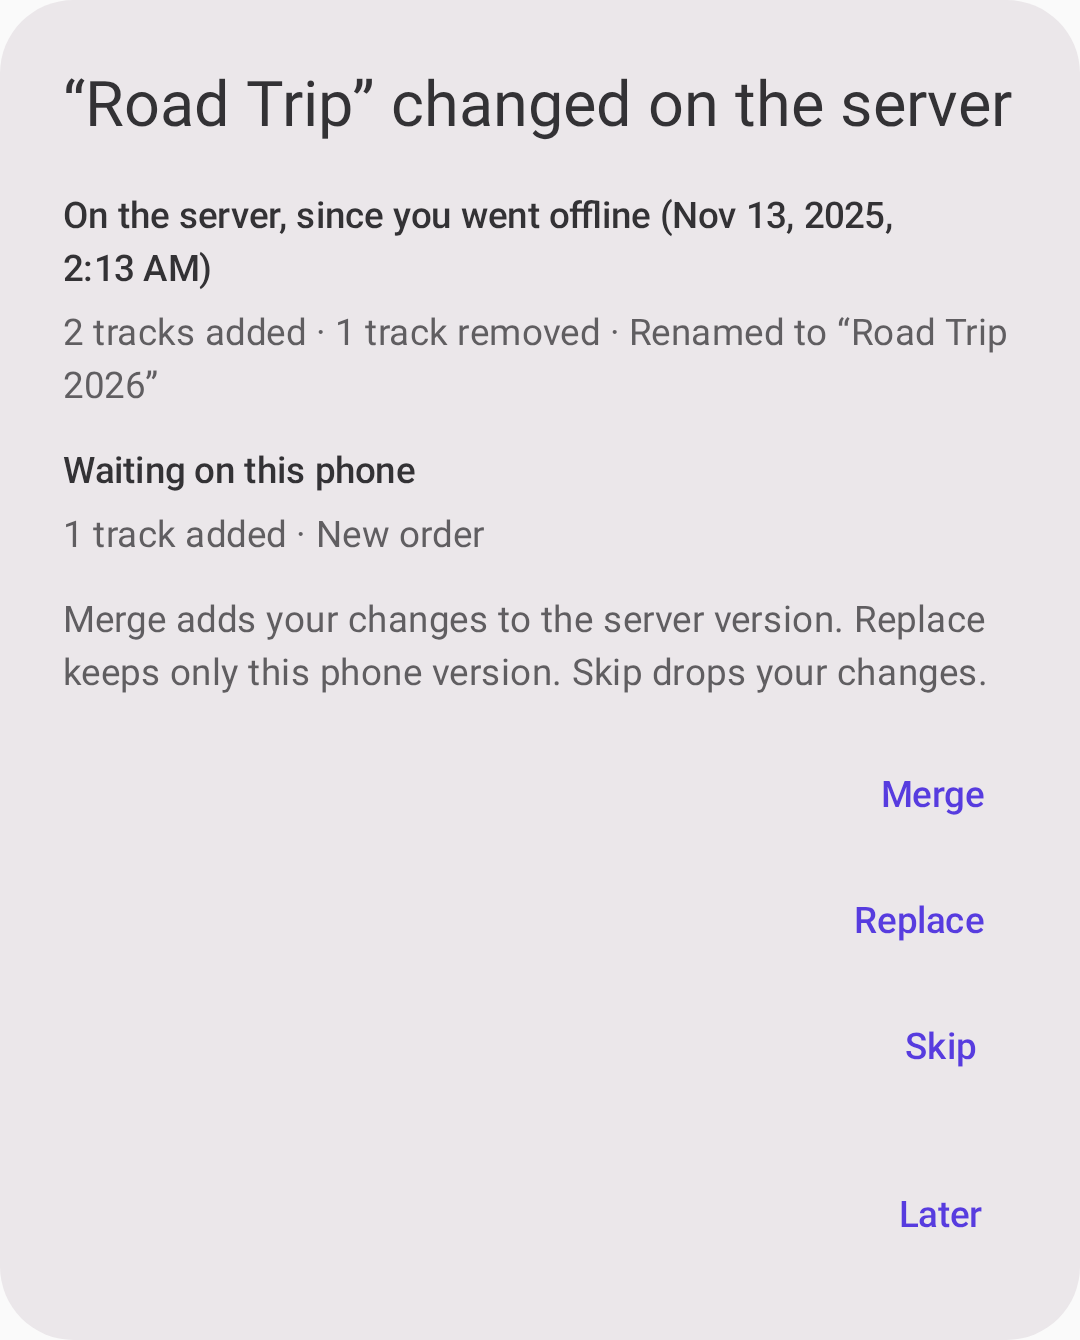 “Road Trip” changed on the server
On the server, since you went offline (Nov 13, 2025,
2:13 AM)
2 tracks added · 1 track removed · Renamed to “Road Trip
2026”
Waiting on this phone
1 track added · New order
Merge adds your changes to the server version. Replace
keeps only this phone version. Skip drops your changes.
Merge
Replace
Skip
Later